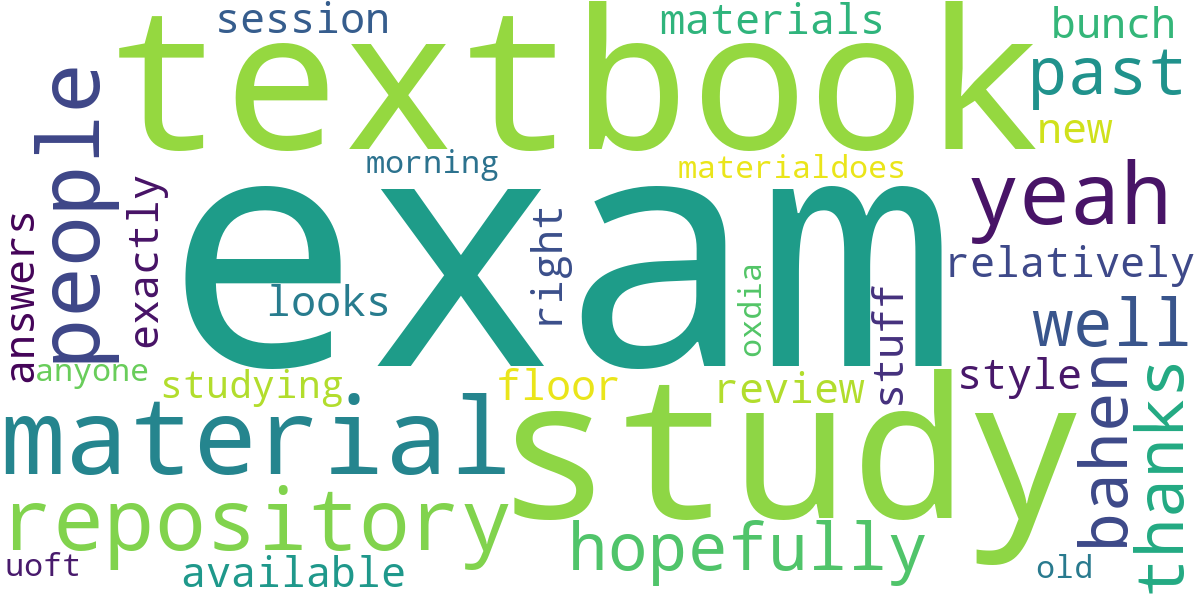 session
materials
bunch
textbook
past
people
new
morning
materialdoes
exam
yeah
exactly
answers
right
relatively
looks
oxdia
stuff
well
anyone
studying
floor
review
style
bahen
thanks
material
study
repository
hopefully
uoft
available
old